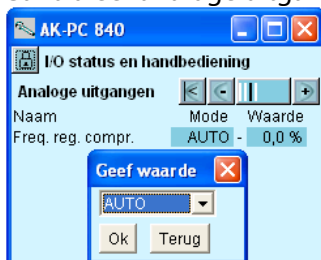 AK-PC 840
I/O status en handbediening
Analoge uitgangen
Naam Mode Waarde
Freq. reg. compr. AUTO - 0,0 %
Geef waarde
AUTO
Ok Terug